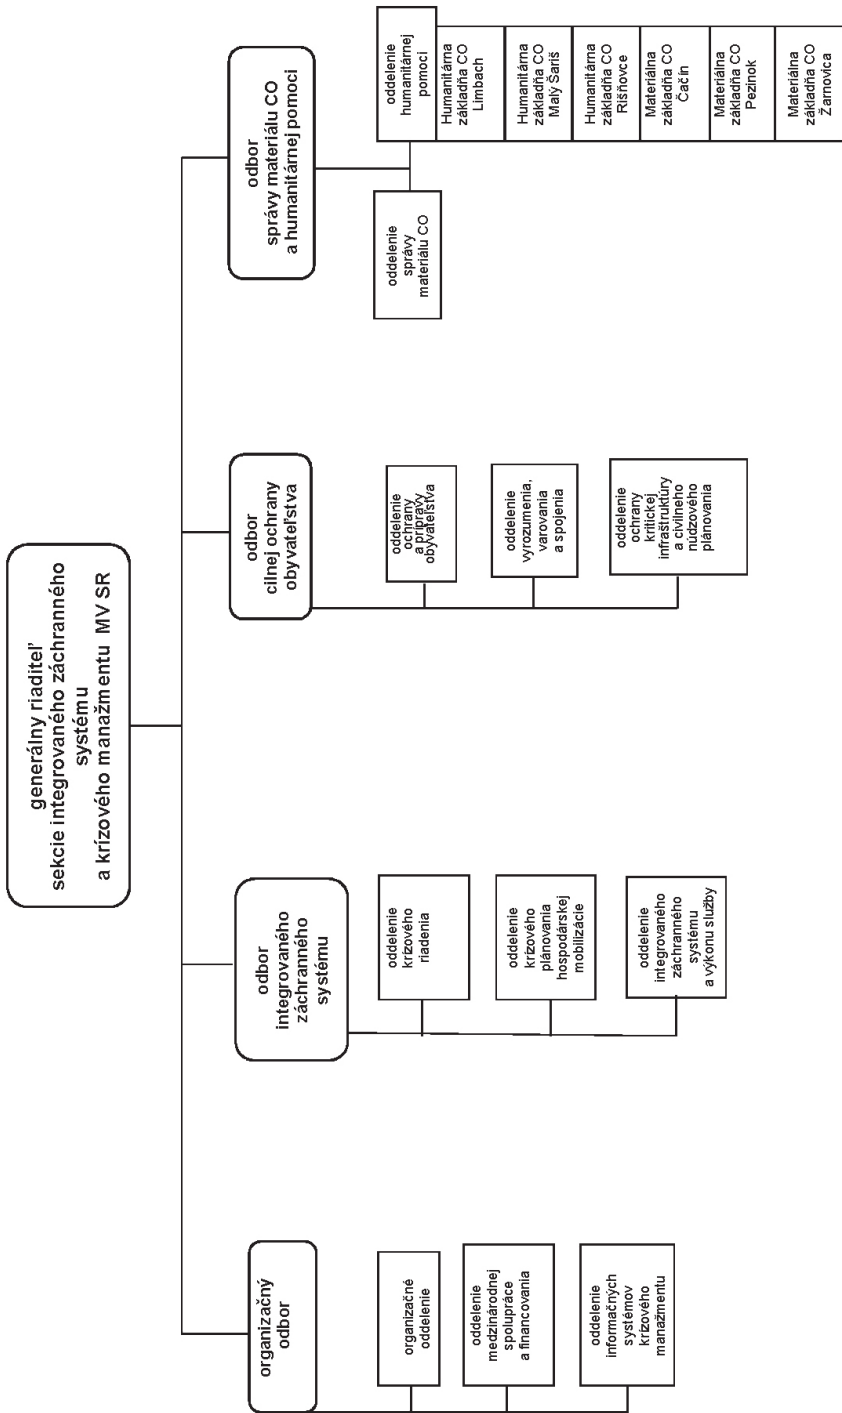 generálny riaditeľ
sekcie integrovaného záchranného
systému
a krízového manažmentu MV SR
organizačný
odbor
organizačné
oddelenie
oddelenie
medzinárodnej
spolupráce
a financovania
oddelenie
informačných
systémov
krízového
manažmentu
odbor
integrovaného
záchranného
systému
oddelenie
krízového
riadenia
oddelenie
krízového
plánovania
hospodárskej
mobilizácie
oddelenie
integrovaného
záchranného
systému
a výkonu služby
odbor
cilnej ochrany
obyvateľstva
oddelenie
ochrany
a prípravy
obyvateľstva
oddelenie
vyrozumenia,
varovania
a spojenia
oddelenie
ochrany
kritickej
infraštruktúry
a civilneho
núdzového
plánovania
odbor
správy materiálu CO
a humanitárnej pomoci
oddelenie
správy
materiálu CO
oddelenie
humanitárnej
pomoci
Humanitárna
základňa CO
Limbach
Humanitárna
základňa CO
Malý Šariš
Humanitárna
základňa CO
Rišňovce
Materiálna
základňa CO
Čačín
Materiálna
základňa CO
Pezinok
Materiálna
základňa CO
Žarnovica